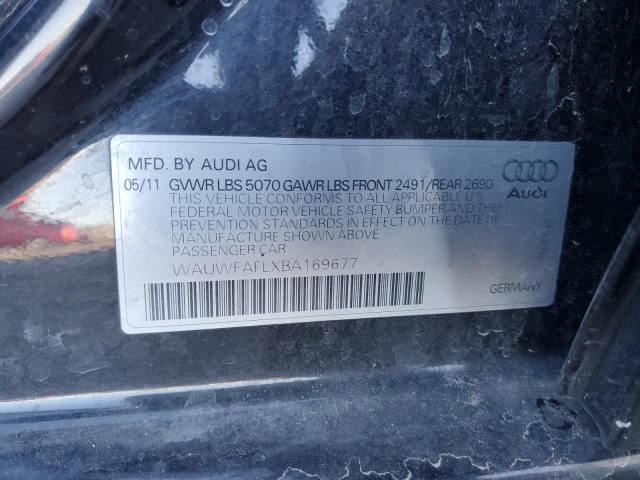 MFD. BY AUDI AG
05/11 GVWR LBS 5070 GAWR LBS FRONT 2491/REAR 2690
THIS VEHICLE CONFORMS TO ALL APPLICABLE U.S.
FEDERAL MOTOR VEHICLE SAFETY BUMPER AND THEFT
PREVENTION STANDARDS IN EFFECT ON THE DATE OF
MANUFACTURE SHOWN ABOVE.
PASSENGER CAR
WAUWFAFLXBA169677
Audi
GERMANY